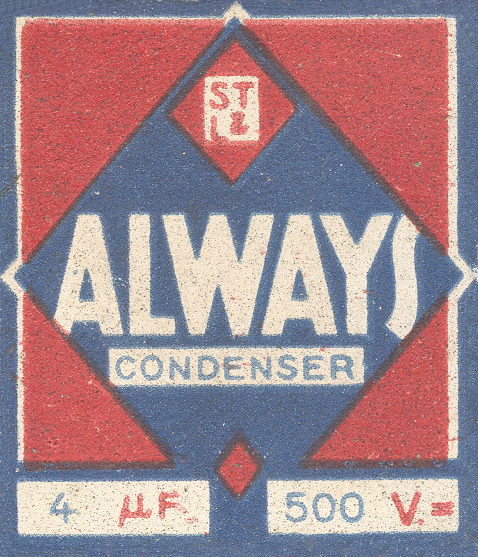 ST
L &
ALWAYS
CONDENSER
4 µF. 500 V.=